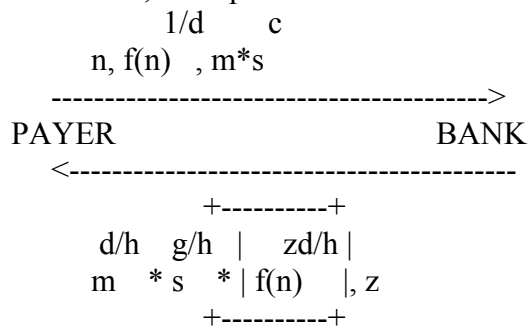 1/d c
n, f(n) , m*s
----------------------------------------->
PAYER BANK
<------------------------------------------
+----------+
d/h g/h | zd/h |
m * s * | f(n) |, z
+----------+